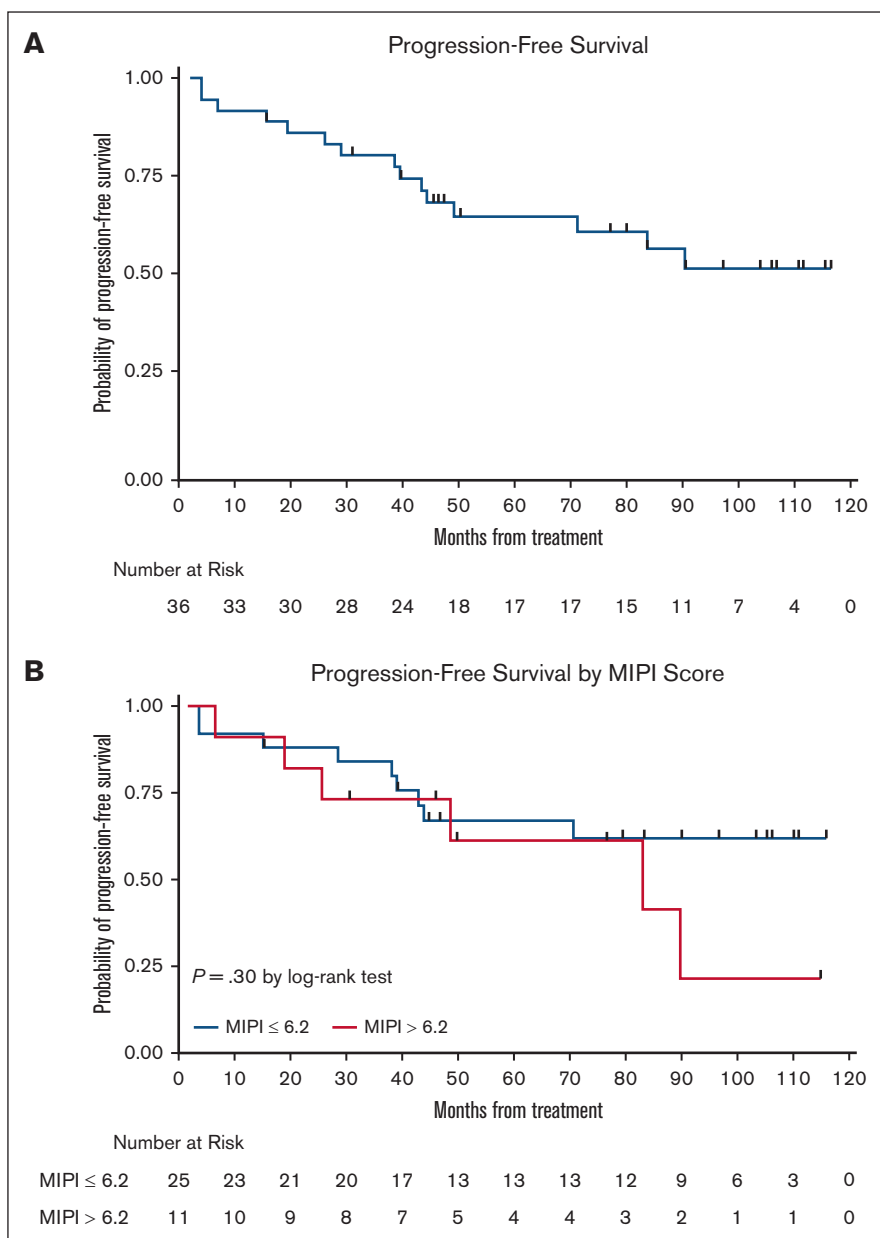 A
Progression-Free Survival
Probability of progression-free survival
1.00
0.75
0.50
0.25
0.00
0 10 20 30 40 50 60 70 80 90 100 110 120
Months from treatment
Number at Risk
36 33 30 28 24 18 17 17 15 11 7 4 0
B
Progression-Free Survival by MIPI Score
Probability of progression-free survival
1.00
0.75
0.50
0.25
0.00
P = .30 by log-rank test
MIPI ≤ 6.2 MIPI > 6.2
0 10 20 30 40 50 60 70 80 90 100 110 120
Months from treatment
Number at Risk
MIPI ≤ 6.2 25 23 21 20 17 13 13 13 12 9 6 3 0
MIPI > 6.2 11 10 9 8 7 5 4 4 3 2 1 1 0